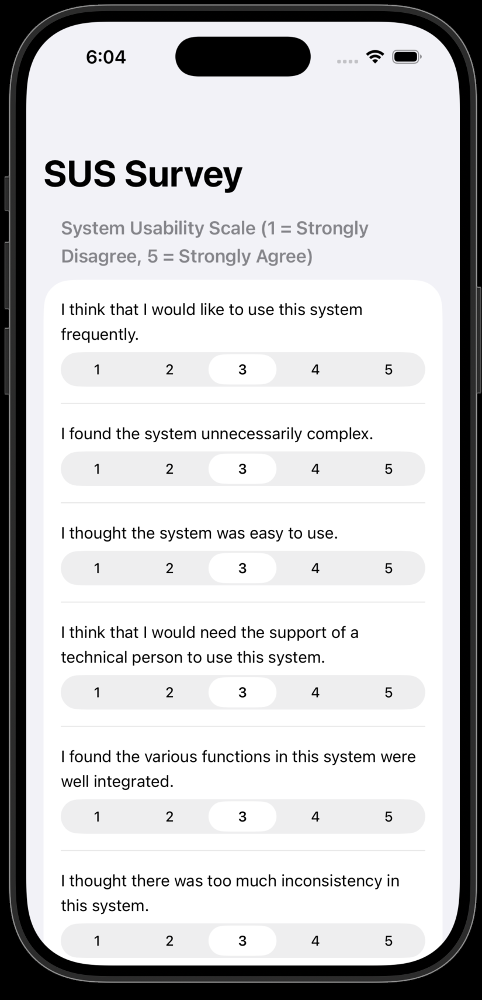 6:04
SUS Survey
System Usability Scale (1 = Strongly
Disagree, 5 = Strongly Agree)
I think that I would like to use this system
frequently.
1 2 3 4 5
I found the system unnecessarily complex.
1 2 3 4 5
I thought the system was easy to use.
1 2 3 4 5
I think that I would need the support of a
technical person to use this system.
1 2 3 4 5
I found the various functions in this system were
well integrated.
1 2 3 4 5
I thought there was too much inconsistency in
this system.
1 2 3 4 5